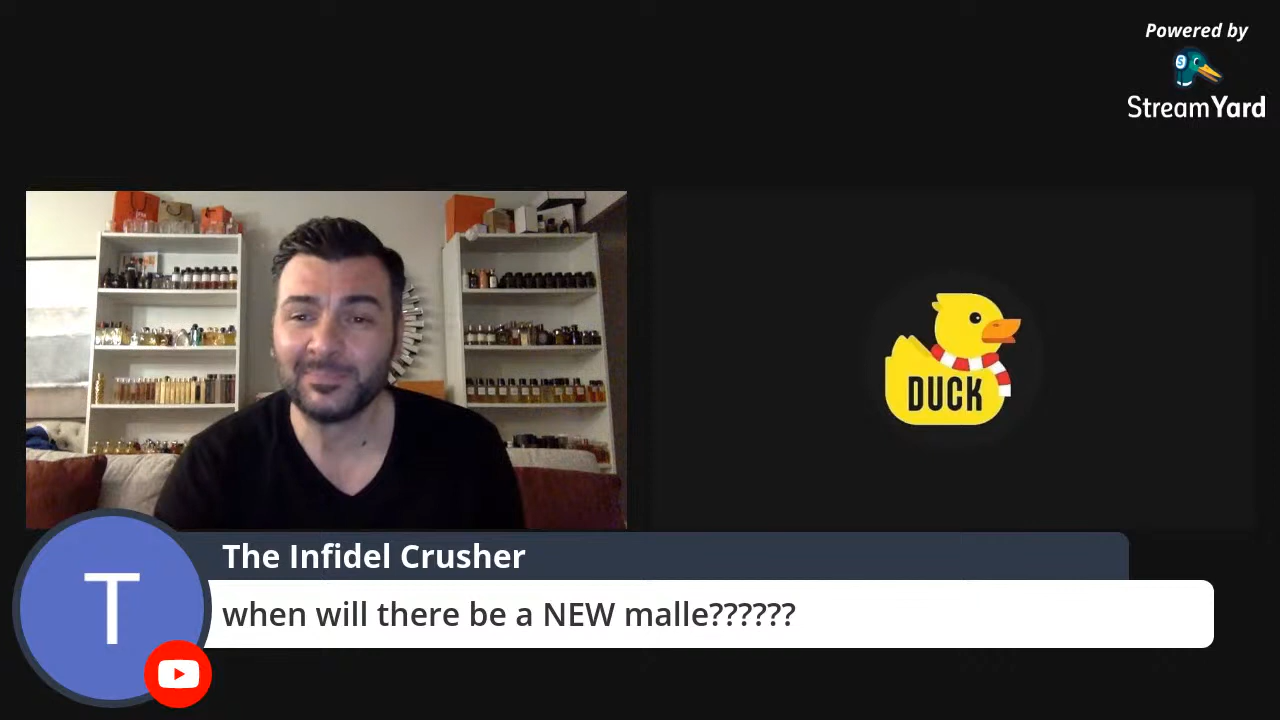 Powered by
S
StreamYard
DUCK
T
The Infidel Crusher
when will there be a NEW malle??????